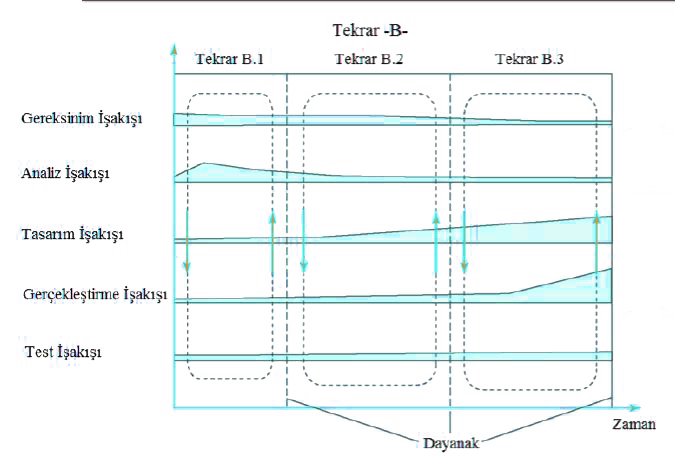 Tekrar -B-
Tekrar B.1 Tekrar B.2 Tekrar B.3
Gereksinim İşakışı
Analiz İşakışı
Tasarım İşakışı
Gerçekleştirme İşakışı
Test İşakışı
Zaman
Dayanak